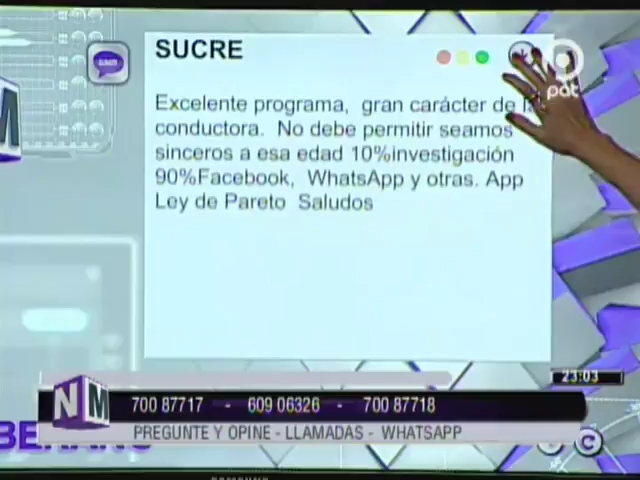 SUCRE
SMS
pat
Excelente programa, gran carácter de la
conductora. No debe permitir seamos
sinceros a esa edad 10%investigación
90%Facebook, WhatsApp y otras. App
Ley de Pareto Saludos
23:03
NM
700 87717 - 609 06326 - 700 87718
PREGUNTE Y OPINE - LLAMADAS - WHATSAPP
SAMSUNG